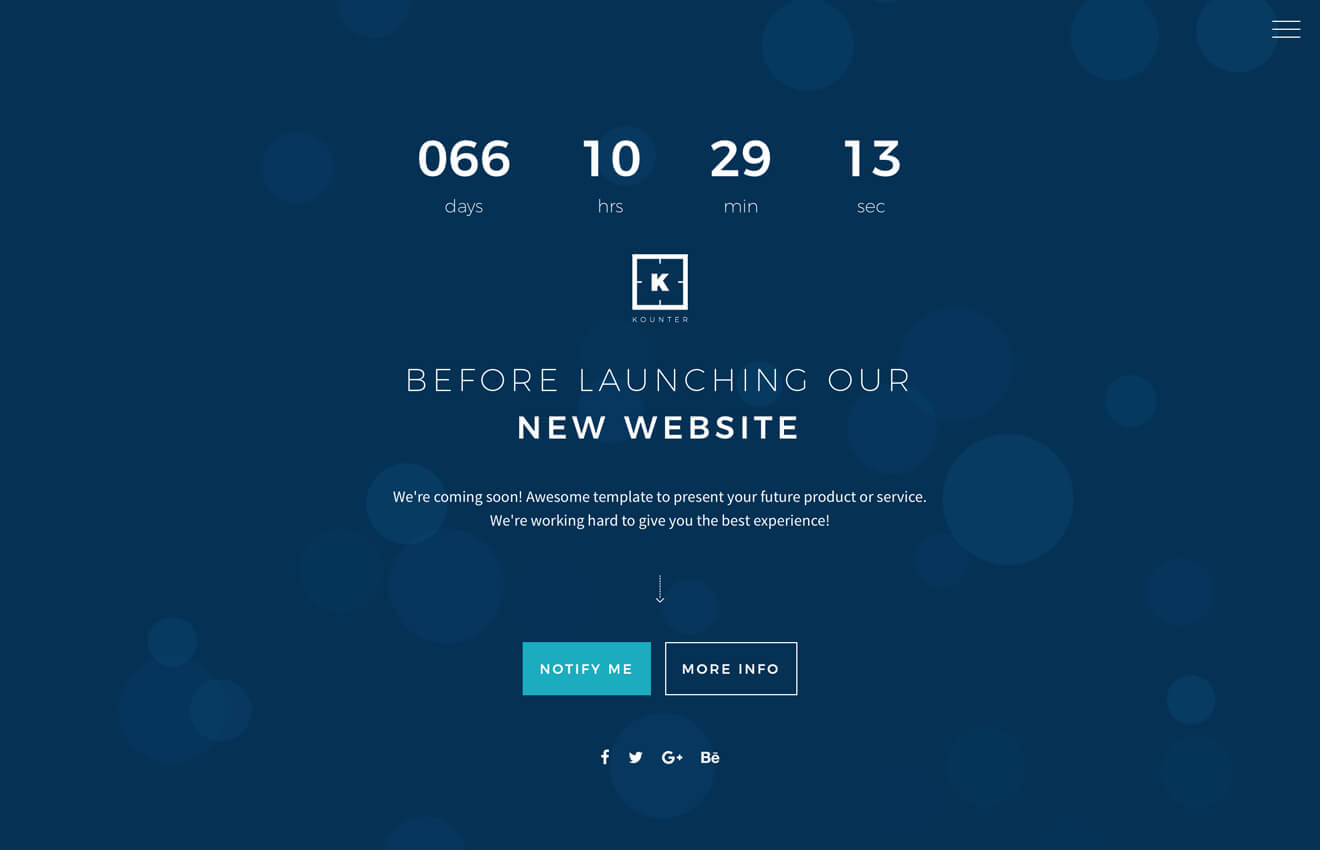 066 10 29 13
days hrs min sec
K
KOUNTER
BEFORE LAUNCHING OUR
NEW WEBSITE
We're coming soon! Awesome template to present your future product or service.
We're working hard to give you the best experience!
NOTIFY ME MORE INFO
f G+ Bē